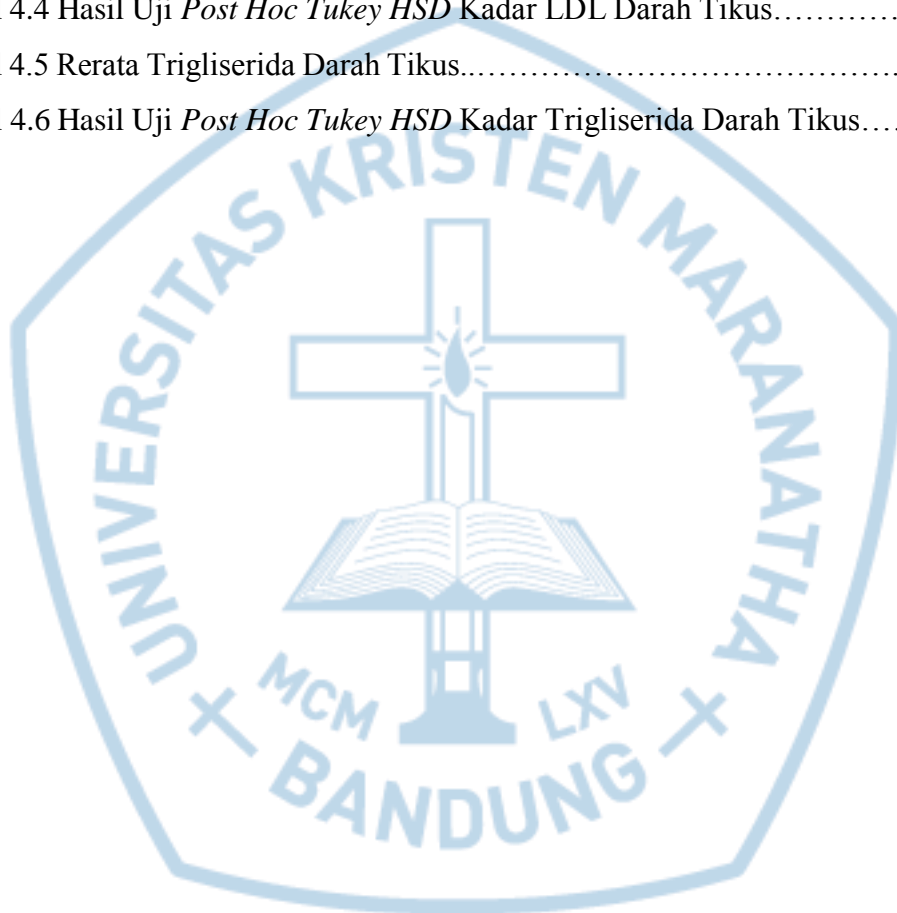 4.4 Hasil Uji Post Hoc Tukey HSD Kadar LDL Darah Tikus…………
4.5 Rerata Trigliserida Darah Tikus.…………………………………….
4.6 Hasil Uji Post Hoc Tukey HSD Kadar Trigliserida Darah Tikus…..
UNIVERSITAS KRISTEN MARANATHA
MCM LXV
BANDUNG